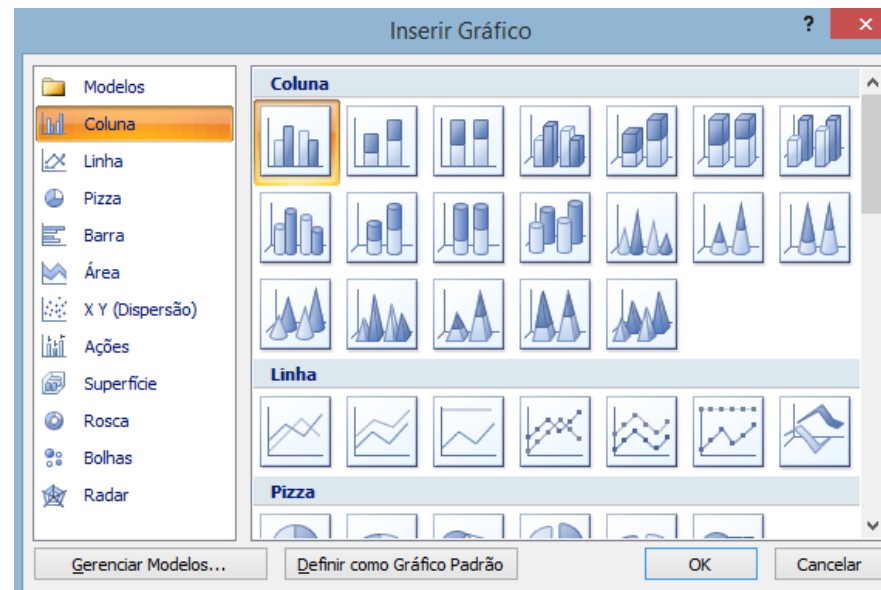 Inserir Gráfico
?
×
Modelos
Coluna
Linha
Pizza
Barra
Área
X Y (Dispersão)
Ações
Superfície
Rosca
Bolhas
Radar
Coluna
Linha
Pizza
Gerenciar Modelos...
Definir como Gráfico Padrão
OK
Cancelar